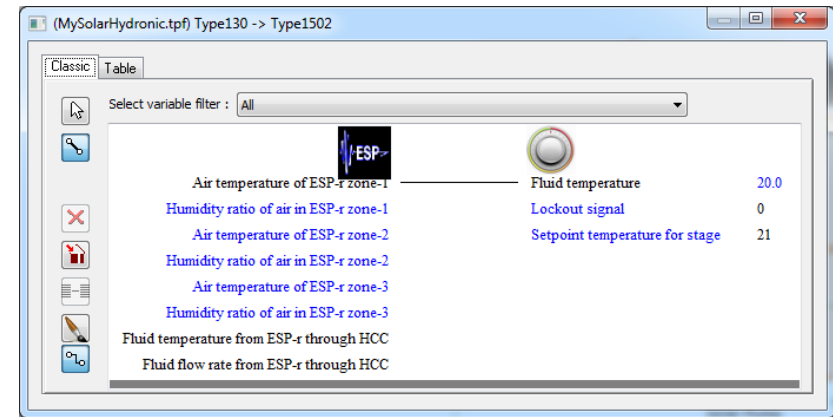 (MySolarHydronic.tpf) Type130 -> Type1502
Classic Table
Select variable filter : All
ESP-r
Air temperature of ESP-r zone-1 Fluid temperature 20.0
Humidity ratio of air in ESP-r zone-1 Lockout signal 0
Air temperature of ESP-r zone-2 Setpoint temperature for stage 21
Humidity ratio of air in ESP-r zone-2
Air temperature of ESP-r zone-3
Humidity ratio of air in ESP-r zone-3
Fluid temperature from ESP-r through HCC
Fluid flow rate from ESP-r through HCC